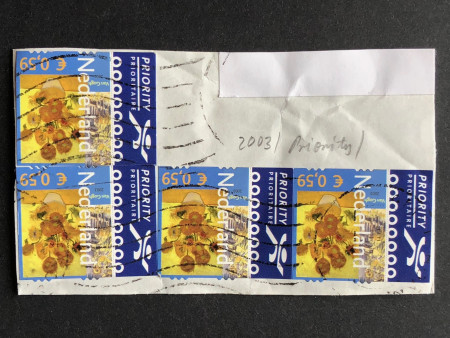 € 0,59
Nederland
PRIORITY
PRIORITAIRE
2003/ Priority/
€ 0,59
Nederland
PRIORITY
PRIORITAIRE
€ 0,59
Nederland
PRIORITY
PRIORITAIRE
€ 0,59
Nederland
PRIORITY
PRIORITAIRE